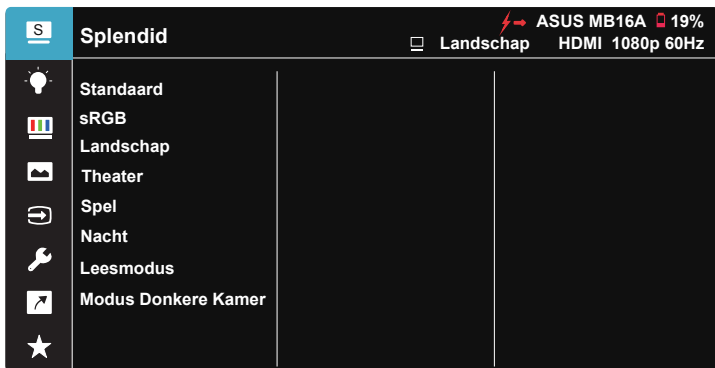 S
Splendid
ASUS MB16A 19%
Landschap HDMI 1080p 60Hz
Standaard
sRGB
Landschap
Theater
Spel
Nacht
Leesmodus
Modus Donkere Kamer